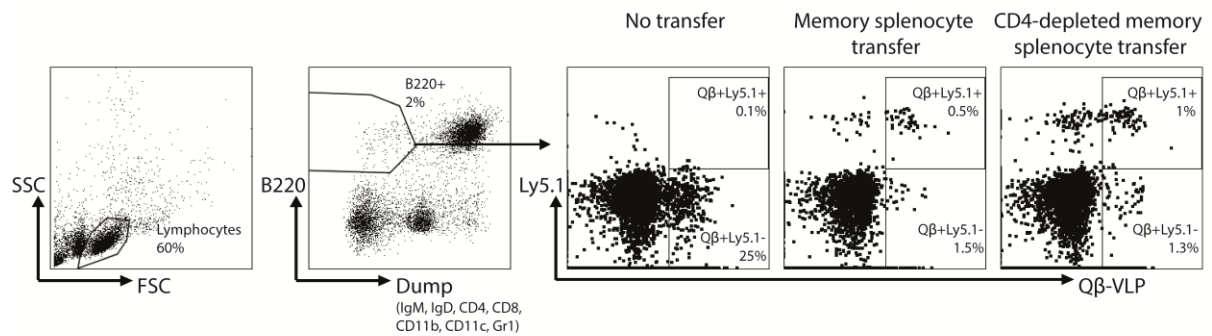 No transfer
Memory splenocyte
transfer
CD4-depleted memory
splenocyte transfer
SSC
FSC
Lymphocytes
60%
B220
B220+
2%
Dump
(IgM, IgD, CD4, CD8,
CD11b, CD11c, Gr1)
Ly5.1
Qβ+Ly5.1+
0.1%
Qβ+Ly5.1-
25%
Qβ+Ly5.1+
0.5%
Qβ+Ly5.1-
1.5%
Qβ+Ly5.1+
1%
Qβ+Ly5.1-
1.3%
Qβ-VLP